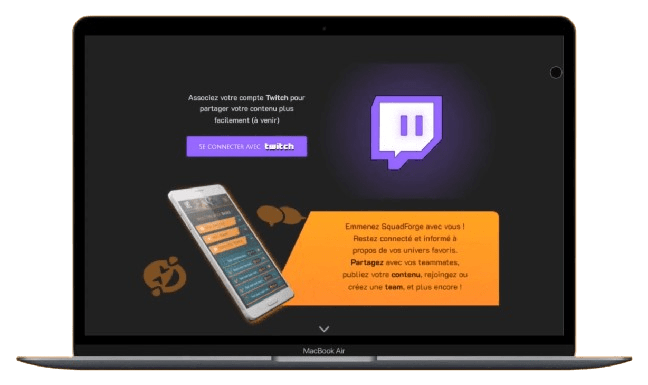 Associez votre compte Twitch pour
partager votre contenu plus
facilement (à venir)
SE CONNECTER AVEC twitch
Emmenez SquadForge avec vous !
Restez connecté et informé à
propos de vos univers favoris.
Partagez avec vos teammates,
publiez votre contenu, rejoingez ou
créez une team, et plus encore !
MacBook Air